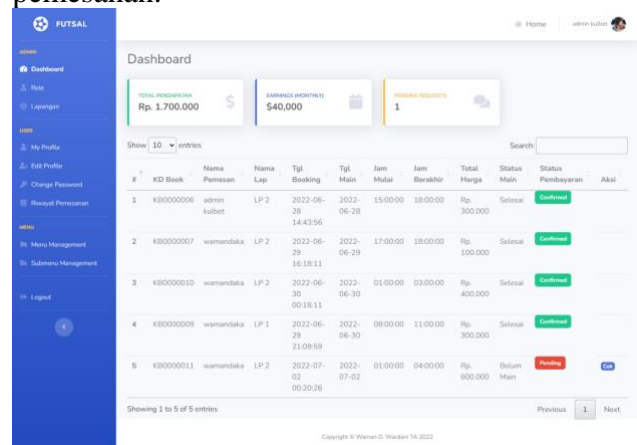 pemesanan.
FUTSAL
Home
admin kulbot
ADMIN
Dashboard
Role
Lapangan
USER
My Profile
Edit Profile
Change Password
Riwayat Pemesanan
MENU
Menu Management
Submenu Management
Logout
Dashboard
TOTAL PENDAPATAN
Rp. 1.700.000
EARNINGS (MONTHLY)
$40,000
PENDING REQUESTS
1
Show 10 entries
Search:
# KD Book Nama Pemesan Nama Lap Tgl Booking Tgl Main Jam Mulai Jam Berakhir Total Harga Status Main Status Pembayaran Aksi
1 KB0000006 admin kulbot LP 2 2022-06-28 14:43:56 2022-06-28 15:00:00 18:00:00 Rp. 300.000 Selesai Confirmed
2 KB0000007 wamandaka LP 2 2022-06-29 16:18:11 2022-06-29 17:00:00 18:00:00 Rp. 100.000 Selesai Confirmed
3 KB0000010 wamandaka LP 2 2022-06-30 00:18:11 2022-06-30 01:00:00 03:00:00 Rp. 400.000 Selesai Confirmed
4 KB0000009 wamandaka LP 1 2022-06-29 21:09:59 2022-06-30 08:00:00 11:00:00 Rp. 300.000 Selesai Confirmed
5 KB0000011 wamandaka LP 2 2022-07-02 00:20:26 2022-07-02 01:00:00 04:00:00 Rp. 600.000 Belum Main Pending Cek
Showing 1 to 5 of 5 entries
Previous 1 Next
Copyright © Waman D. Wardani TA 2022